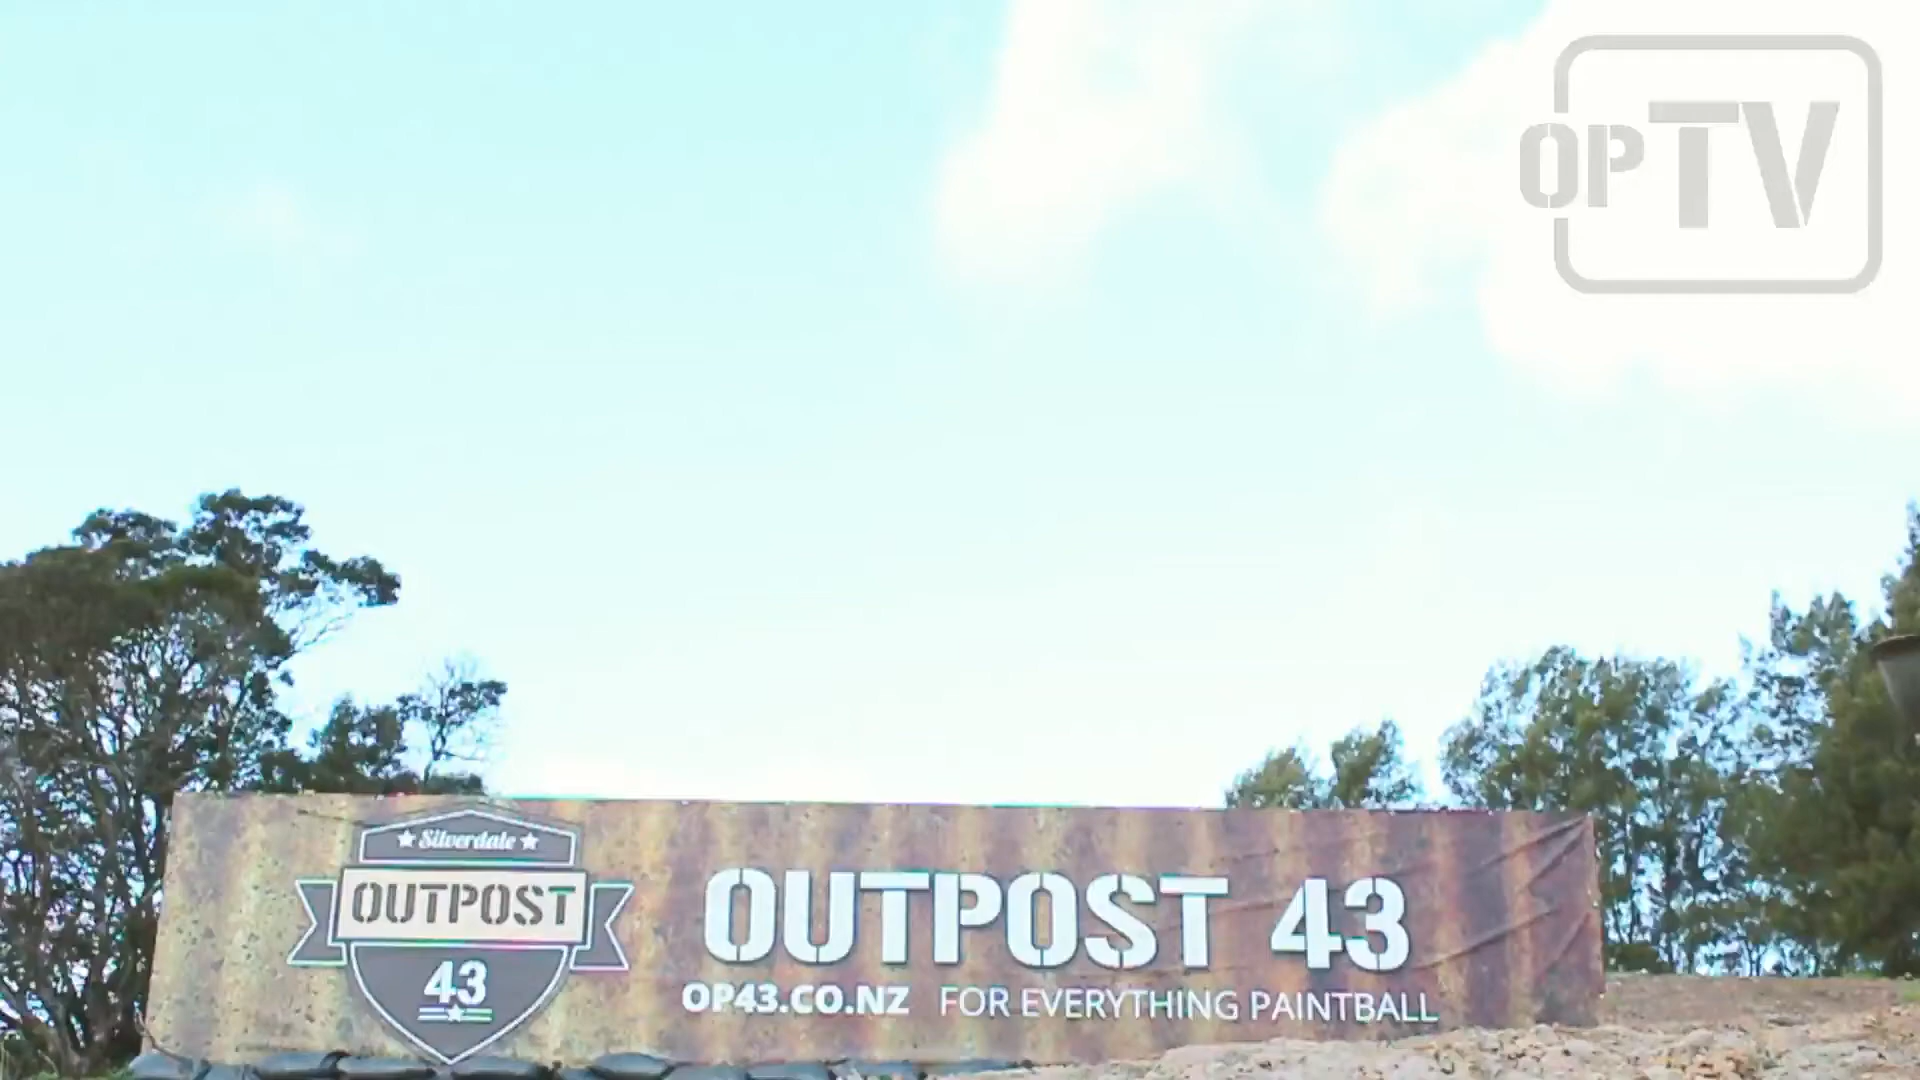 OPTV
Silverdale
OUTPOST
43
OUTPOST 43
OP43.CO.NZ FOR EVERYTHING PAINTBALL